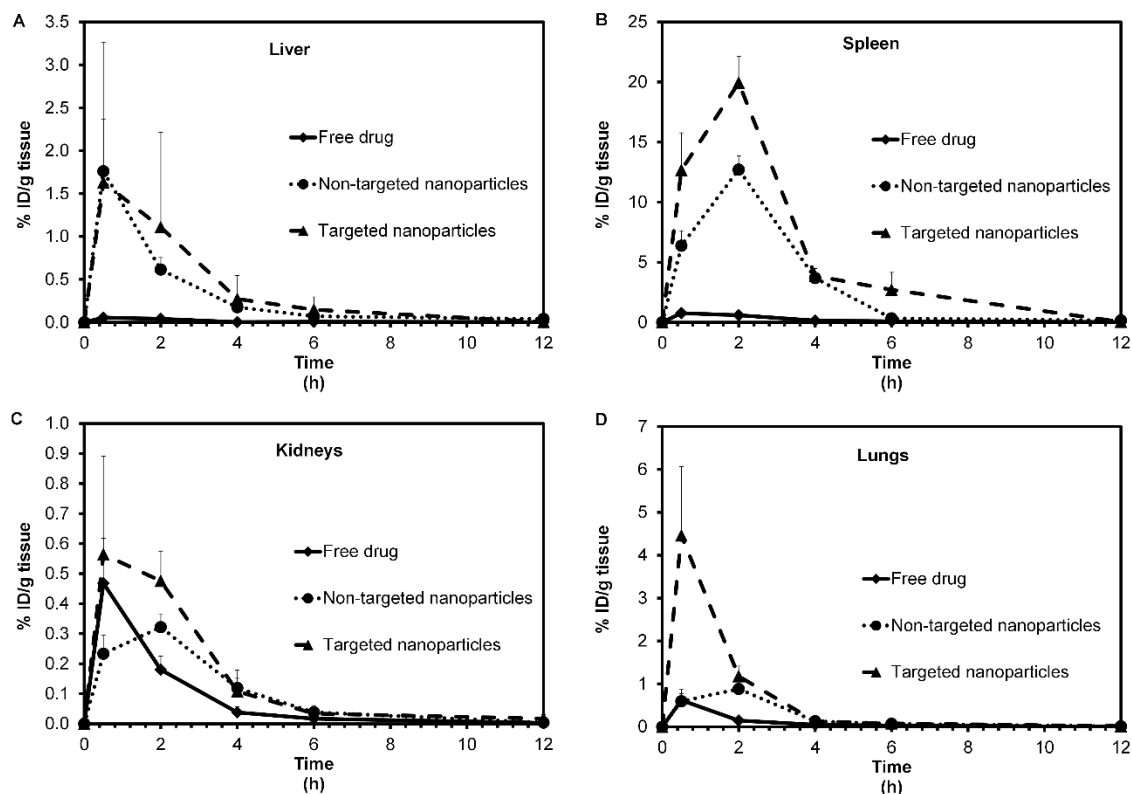 A
Liver
3.5
3.0
2.5
2.0
1.5
1.0
0.5
0.0
% ID/g tissue
Free drug
Non-targeted nanoparticles
Targeted nanoparticles
0 2 4 6 8 10 12
Time
(h)
B
Spleen
25
20
15
10
5
0
% ID/g tissue
Free drug
Non-targeted nanoparticles
Targeted nanoparticles
0 2 4 6 8 10 12
Time
(h)
C
Kidneys
1.0
0.9
0.8
0.7
0.6
0.5
0.4
0.3
0.2
0.1
0.0
% ID/g tissue
Free drug
Non-targeted nanoparticles
Targeted nanoparticles
0 2 4 6 8 10 12
Time
(h)
D
Lungs
7
6
5
4
3
2
1
0
% ID/g tissue
Free drug
Non-targeted nanoparticles
Targeted nanoparticles
0 2 4 6 8 10 12
Time
(h)